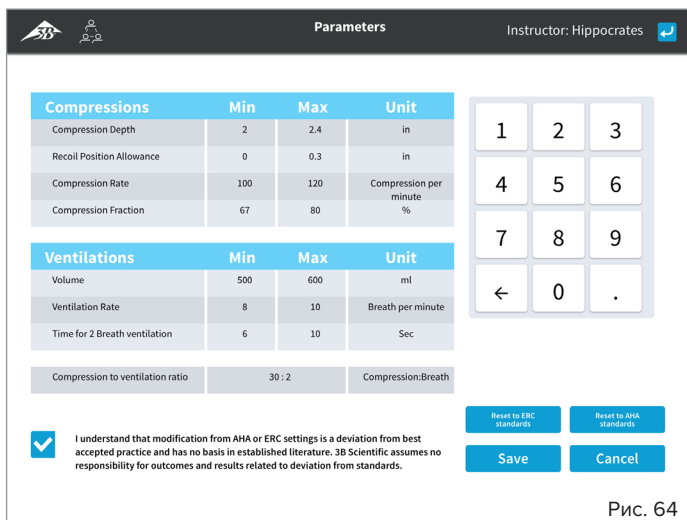 3B
Parameters
Instructor: Hippocrates
Compressions Min Max Unit
Compression Depth 2 2.4 in
Recoil Position Allowance 0 0.3 in
Compression Rate 100 120 Compression per
minute
Compression Fraction 67 80 %
Ventilations Min Max Unit
Volume 500 600 ml
Ventilation Rate 8 10 Breath per minute
Time for 2 Breath ventilation 6 10 Sec
Compression to ventilation ratio 30 : 2 Compression:Breath
I understand that modification from AHA or ERC settings is a deviation from best
accepted practice and has no basis in established literature. 3B Scientific assumes no
responsibility for outcomes and results related to deviation from standards.
1 2 3
4 5 6
7 8 9
← 0 .
Reset to ERC
standards
Reset to AHA
standards
Save Cancel
Рис. 64